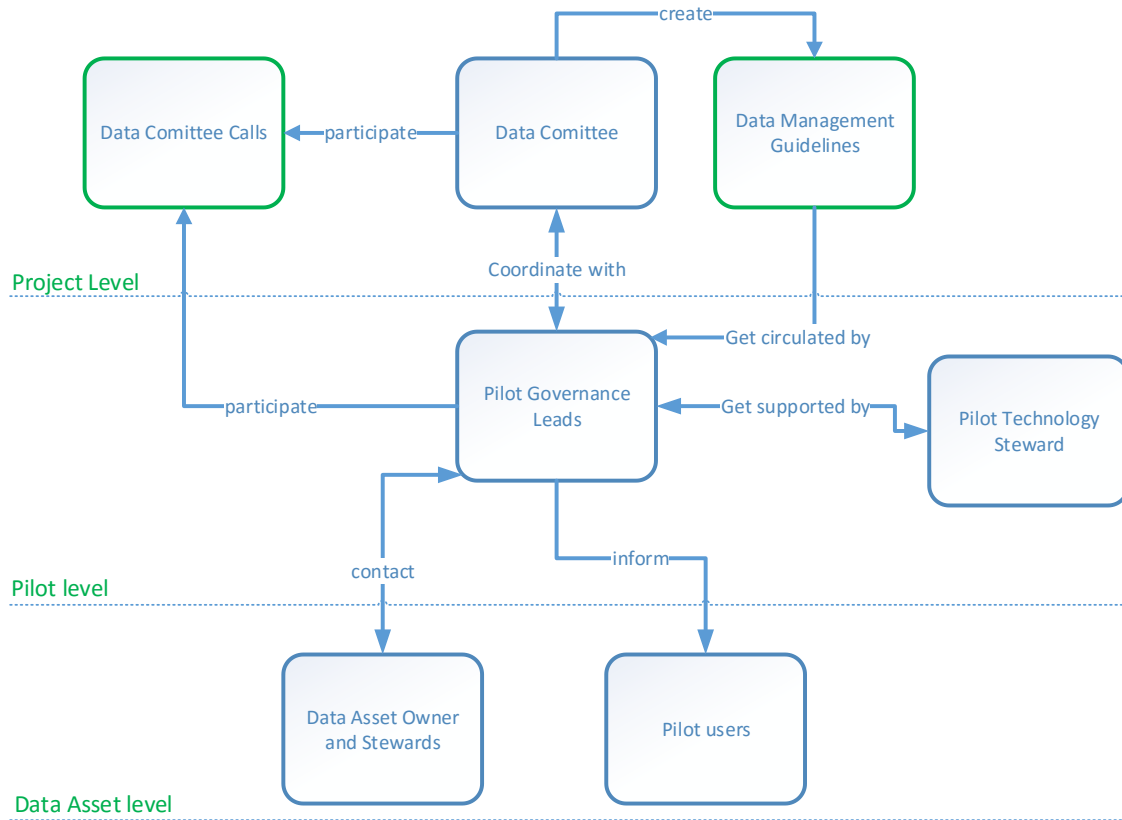 create
Data Comittee Calls
participate
Data Comittee
Data Management
Guidelines
Coordinate with
Project Level
Get circulated by
Pilot Governance
Leads
participate
Get supported by
Pilot Technology
Steward
contact
inform
Pilot level
Data Asset Owner
and Stewards
Pilot users
Data Asset level